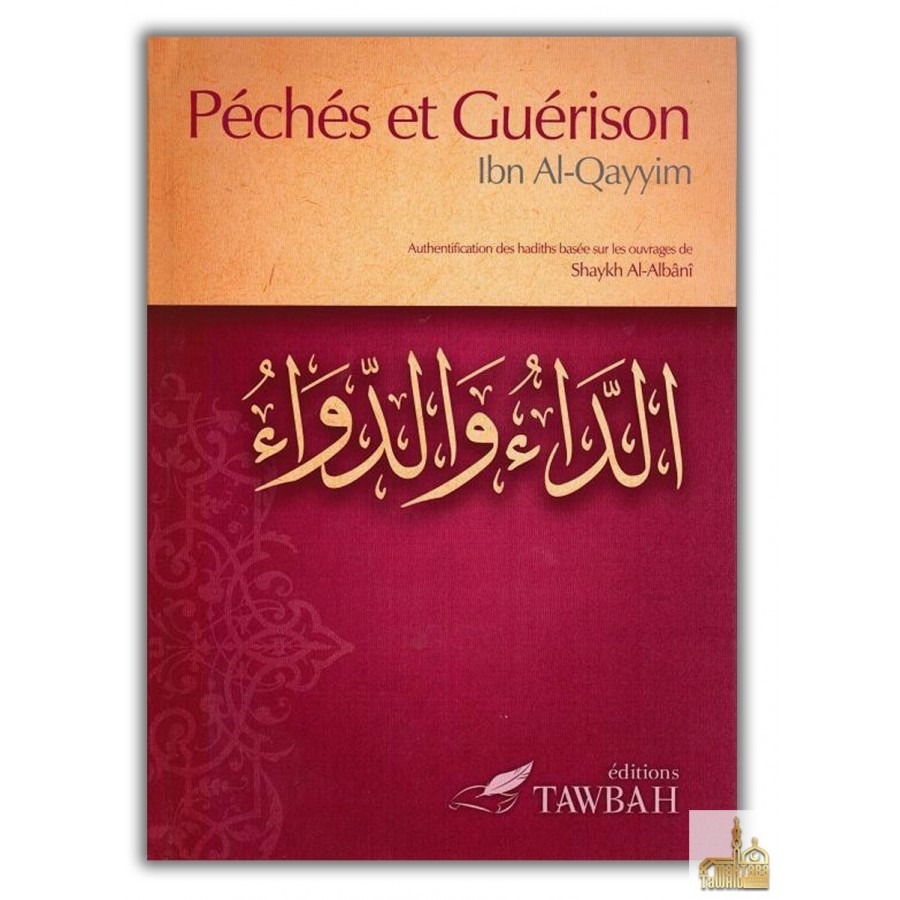 Péchés et Guérison
Ibn Al-Qayyim
Authentification des hadiths basée sur les ouvrages de
Shaykh Al-Albânî
الدَّاءُ وَالدَّوَاءُ
éditions
TAWBAH